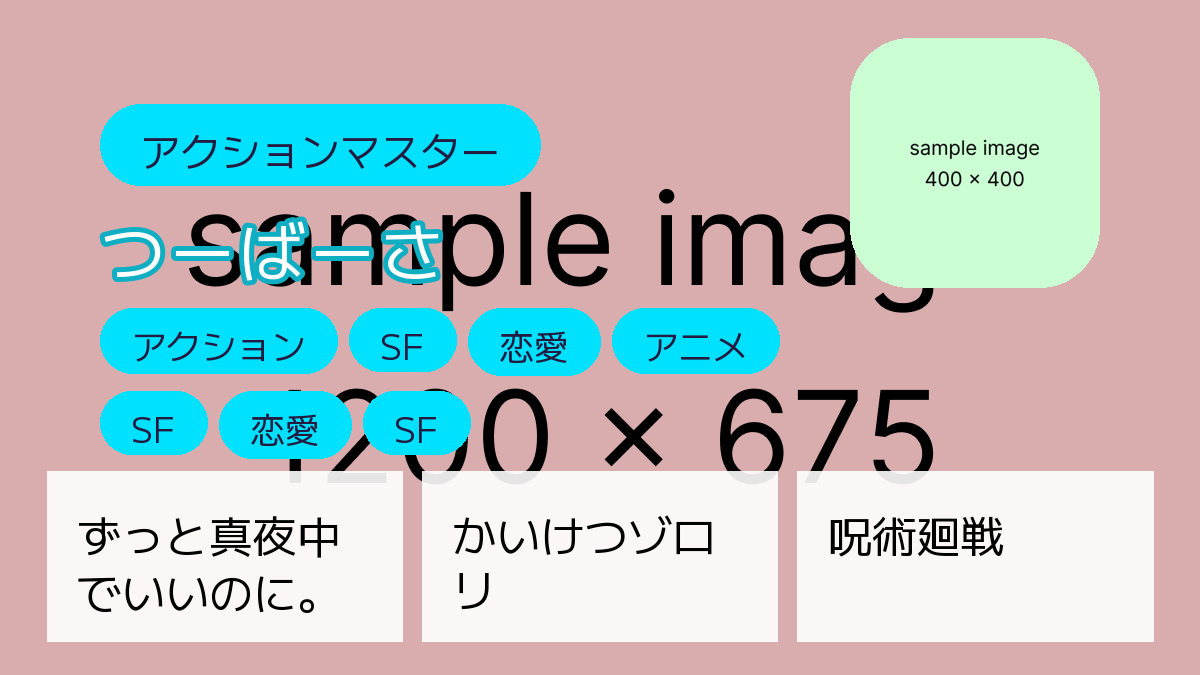 アクションマスター
sample image
400 × 400
sample imag
つーばーさ
アクション SF 恋愛 アニメ
SF 恋愛 SF
1200 × 675
ずっと真夜中
でいいのに。
かいけつゾロ
リ
呪術廻戦